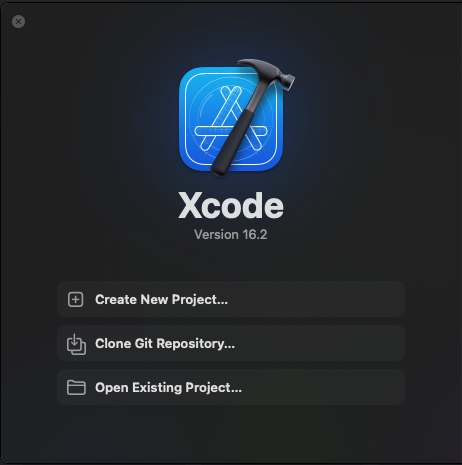 Xcode
Version 16.2
Create New Project...
Clone Git Repository...
Open Existing Project...